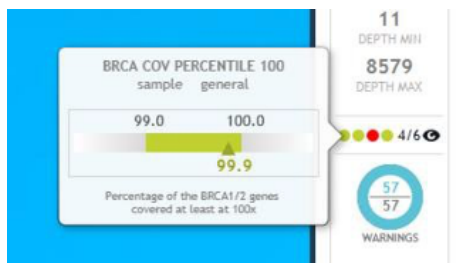 11
DEPTH MIN
8579
DEPTH MAX
BRCA COV PERCENTILE 100
sample general
99.0 100.0
99.9
Percentage of the BRCA1/2 genes
covered at least at 100x
4/6
57
57
WARNINGS